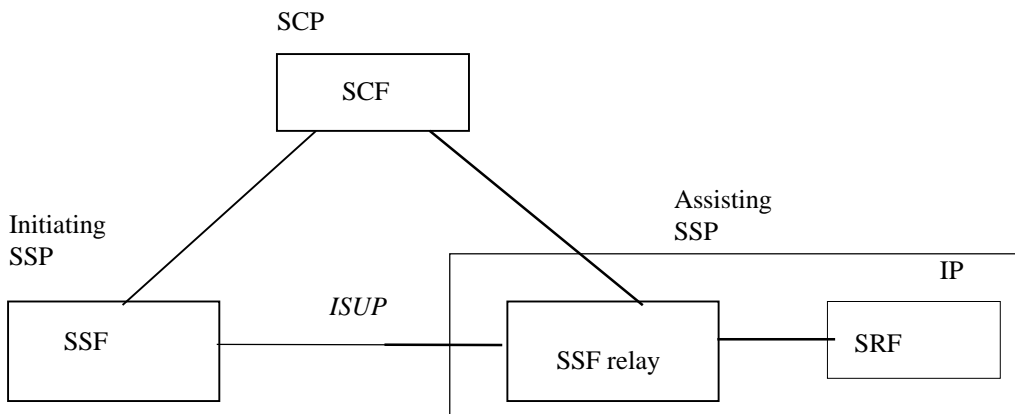 SCP
SCF
Initiating
SSP
Assisting
SSP
IP
ISUP
SSF
SSF relay
SRF